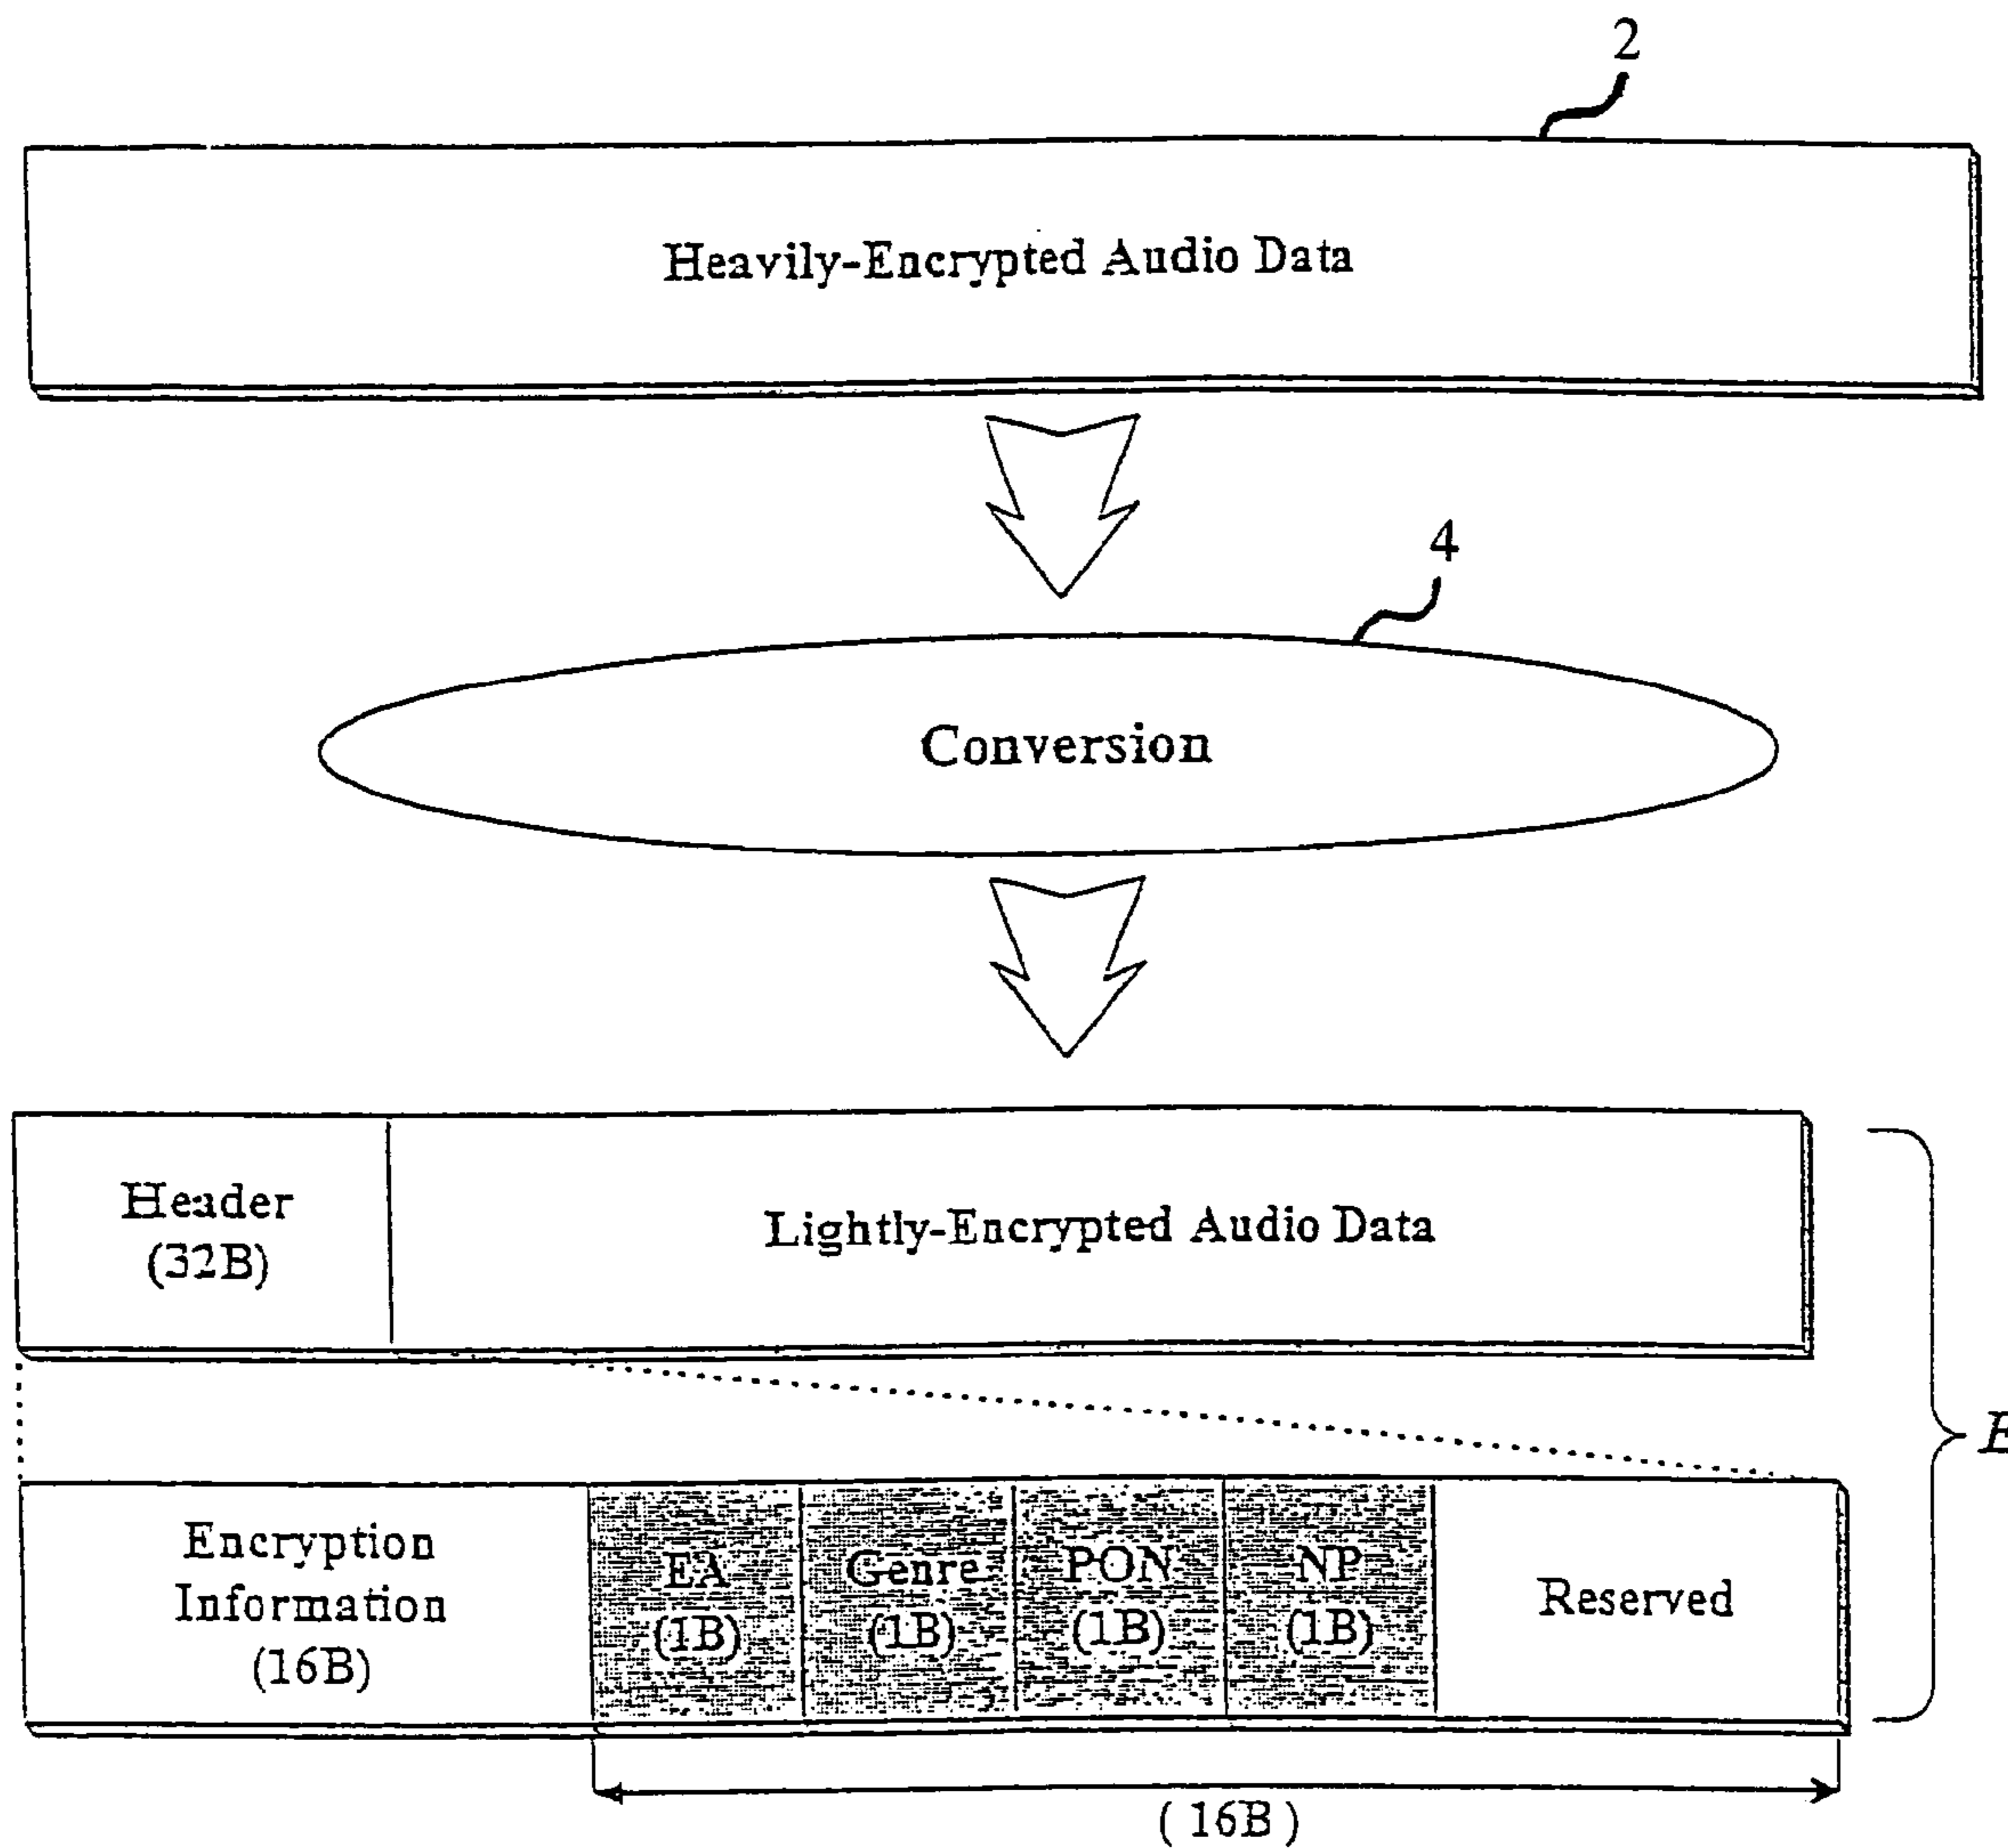 2
Heavily-Encrypted Audio Data
4
Conversion
Header
(32B)
Lightly-Encrypted Audio Data
Encryption
Information
(16B)
EA
(1B)
Genre
(1B)
PON
(1B)
NP
(1B)
Reserved
(16B)